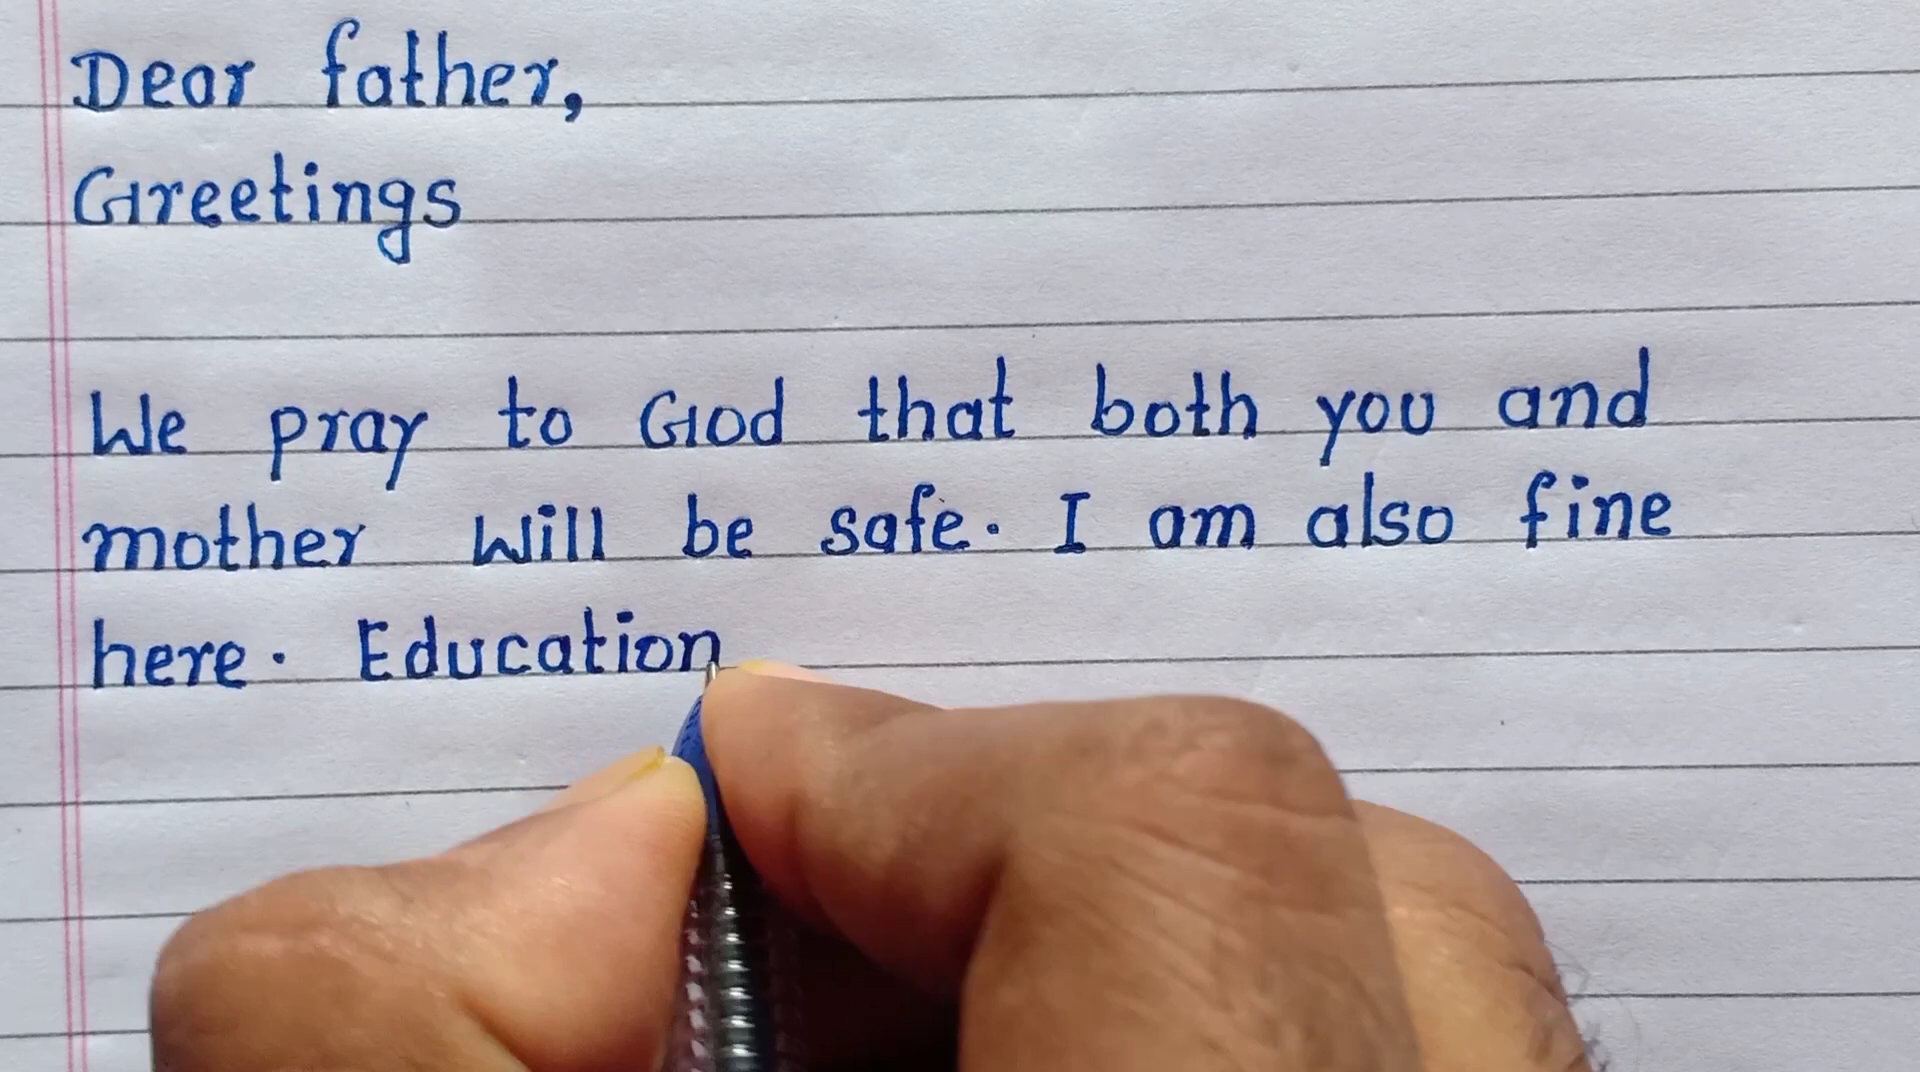 Dear father,
Greetings
We pray to God that both you and
mother will be safe. I am also fine
here. Education